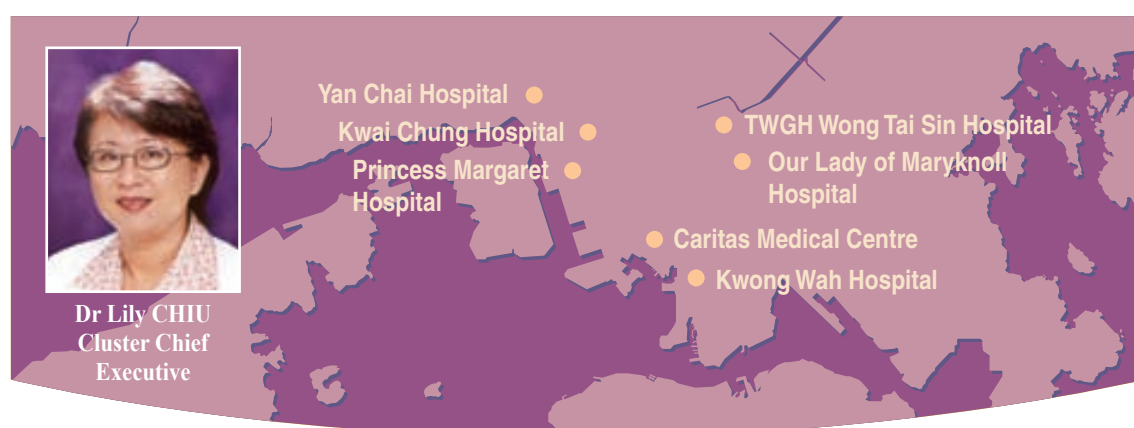 Yan Chai Hospital
Kwai Chung Hospital
Princess Margaret
Hospital
TWGH Wong Tai Sin Hospital
Our Lady of Maryknoll
Hospital
Caritas Medical Centre
Kwong Wah Hospital
Dr Lily CHIU
Cluster Chief
Executive